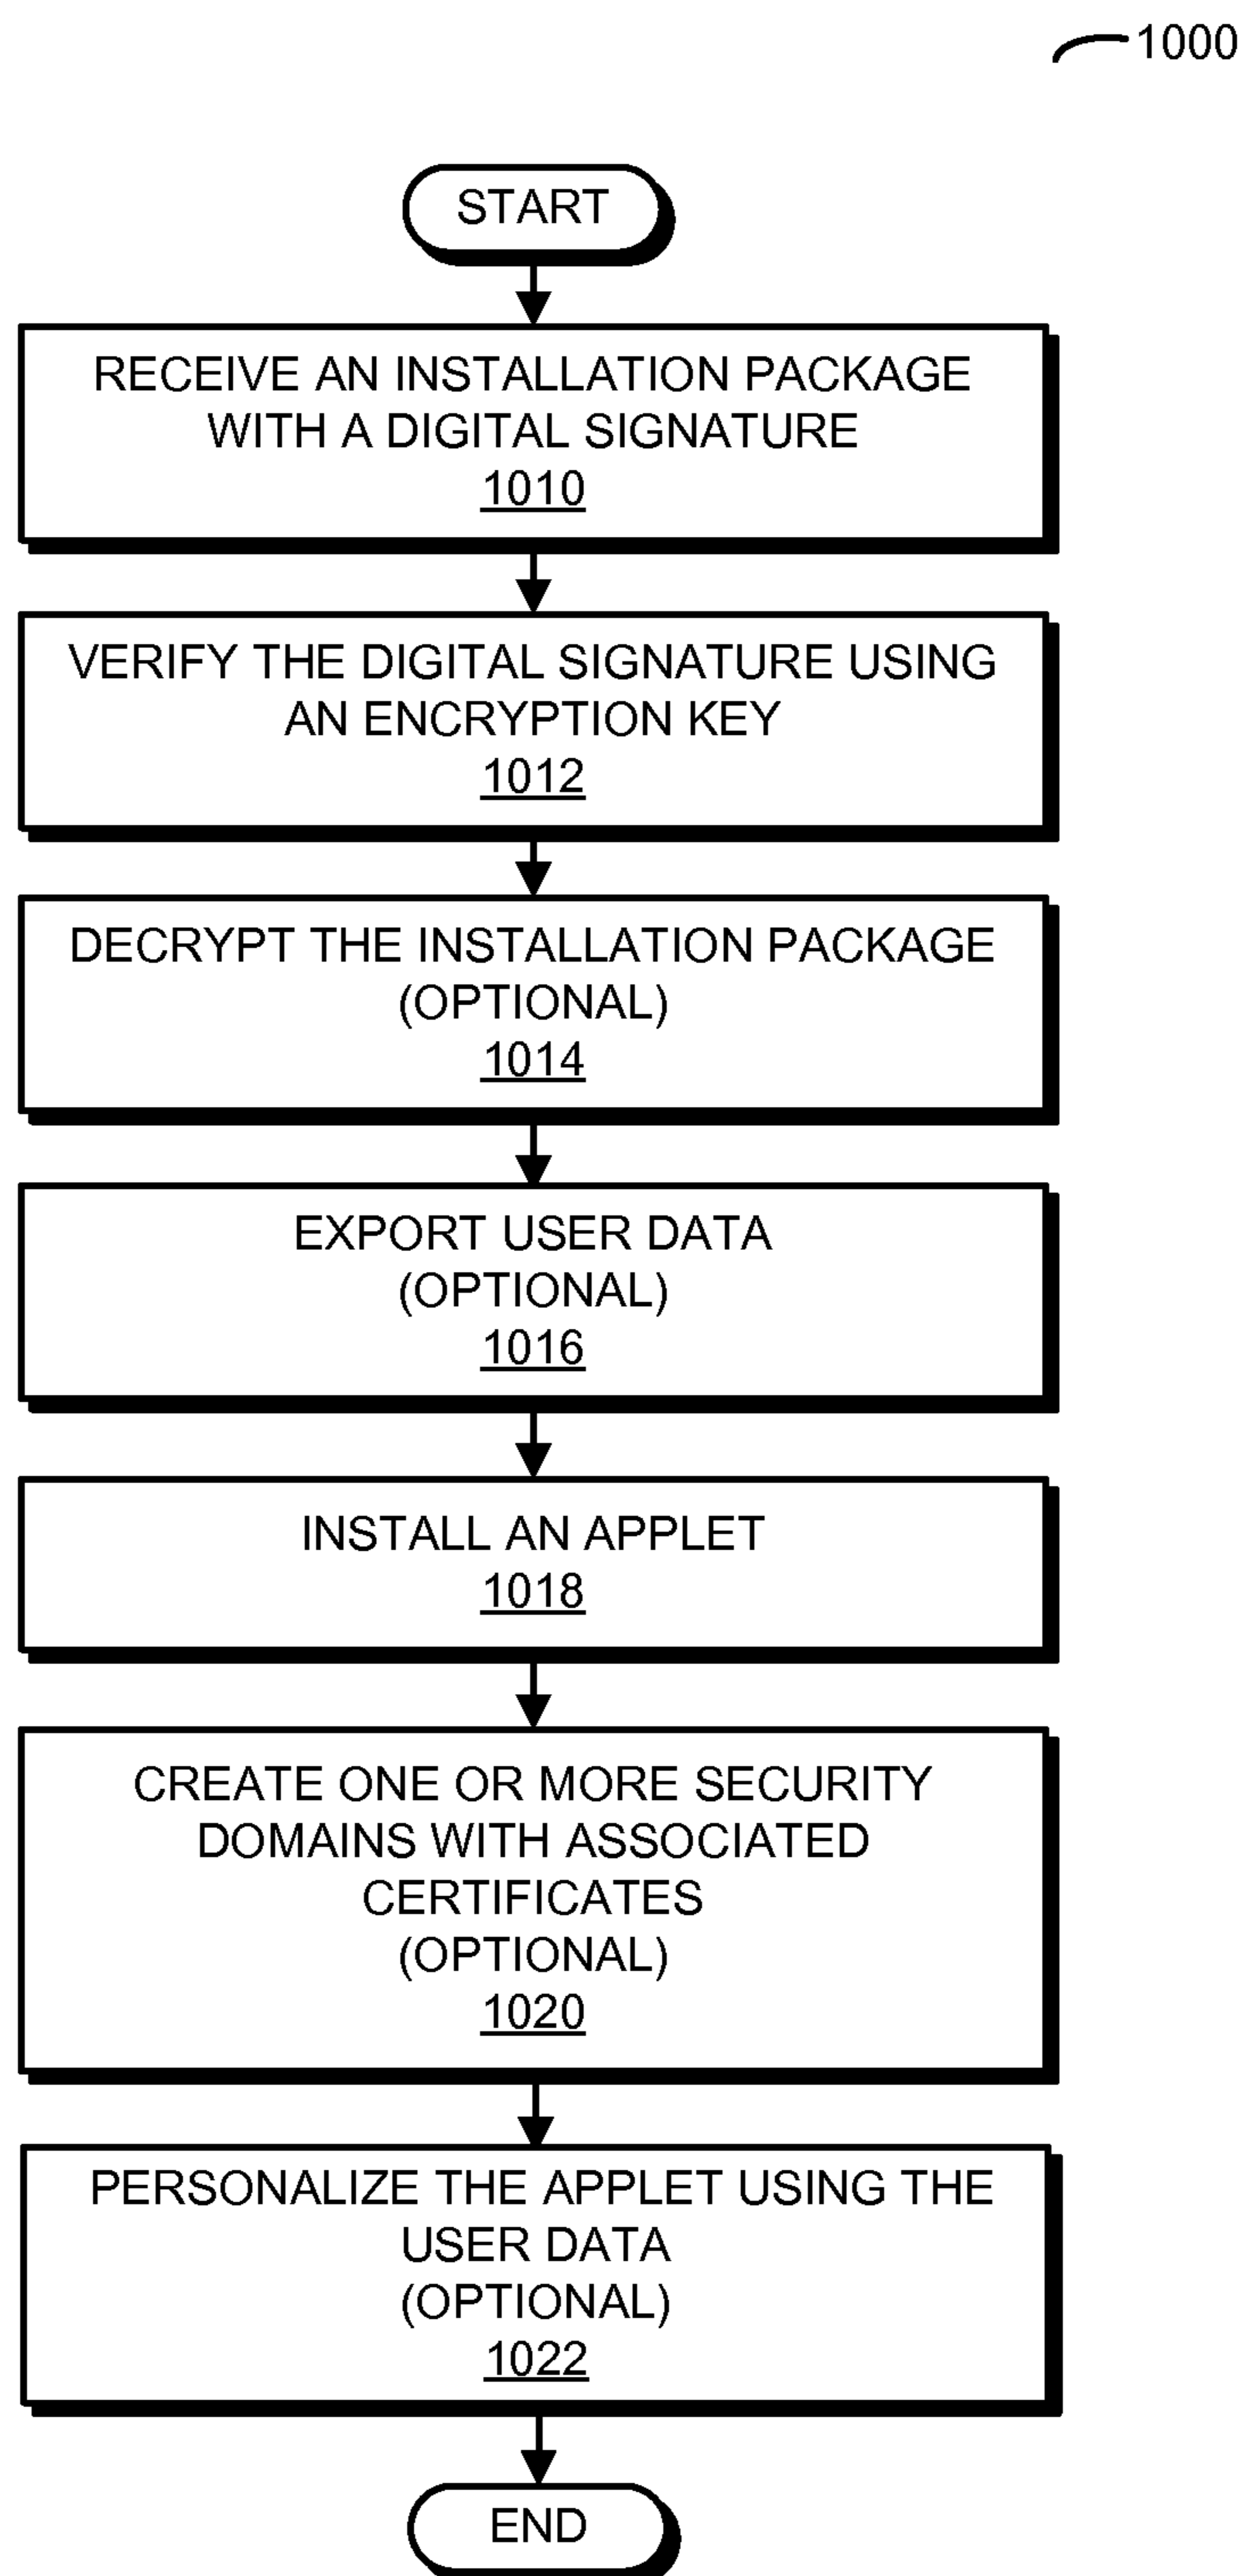 1000
START
RECEIVE AN INSTALLATION PACKAGE
WITH A DIGITAL SIGNATURE
1010
VERIFY THE DIGITAL SIGNATURE USING
AN ENCRYPTION KEY
1012
DECRYPT THE INSTALLATION PACKAGE
(OPTIONAL)
1014
EXPORT USER DATA
(OPTIONAL)
1016
INSTALL AN APPLET
1018
CREATE ONE OR MORE SECURITY
DOMAINS WITH ASSOCIATED
CERTIFICATES
(OPTIONAL)
1020
PERSONALIZE THE APPLET USING THE
USER DATA
(OPTIONAL)
1022
END